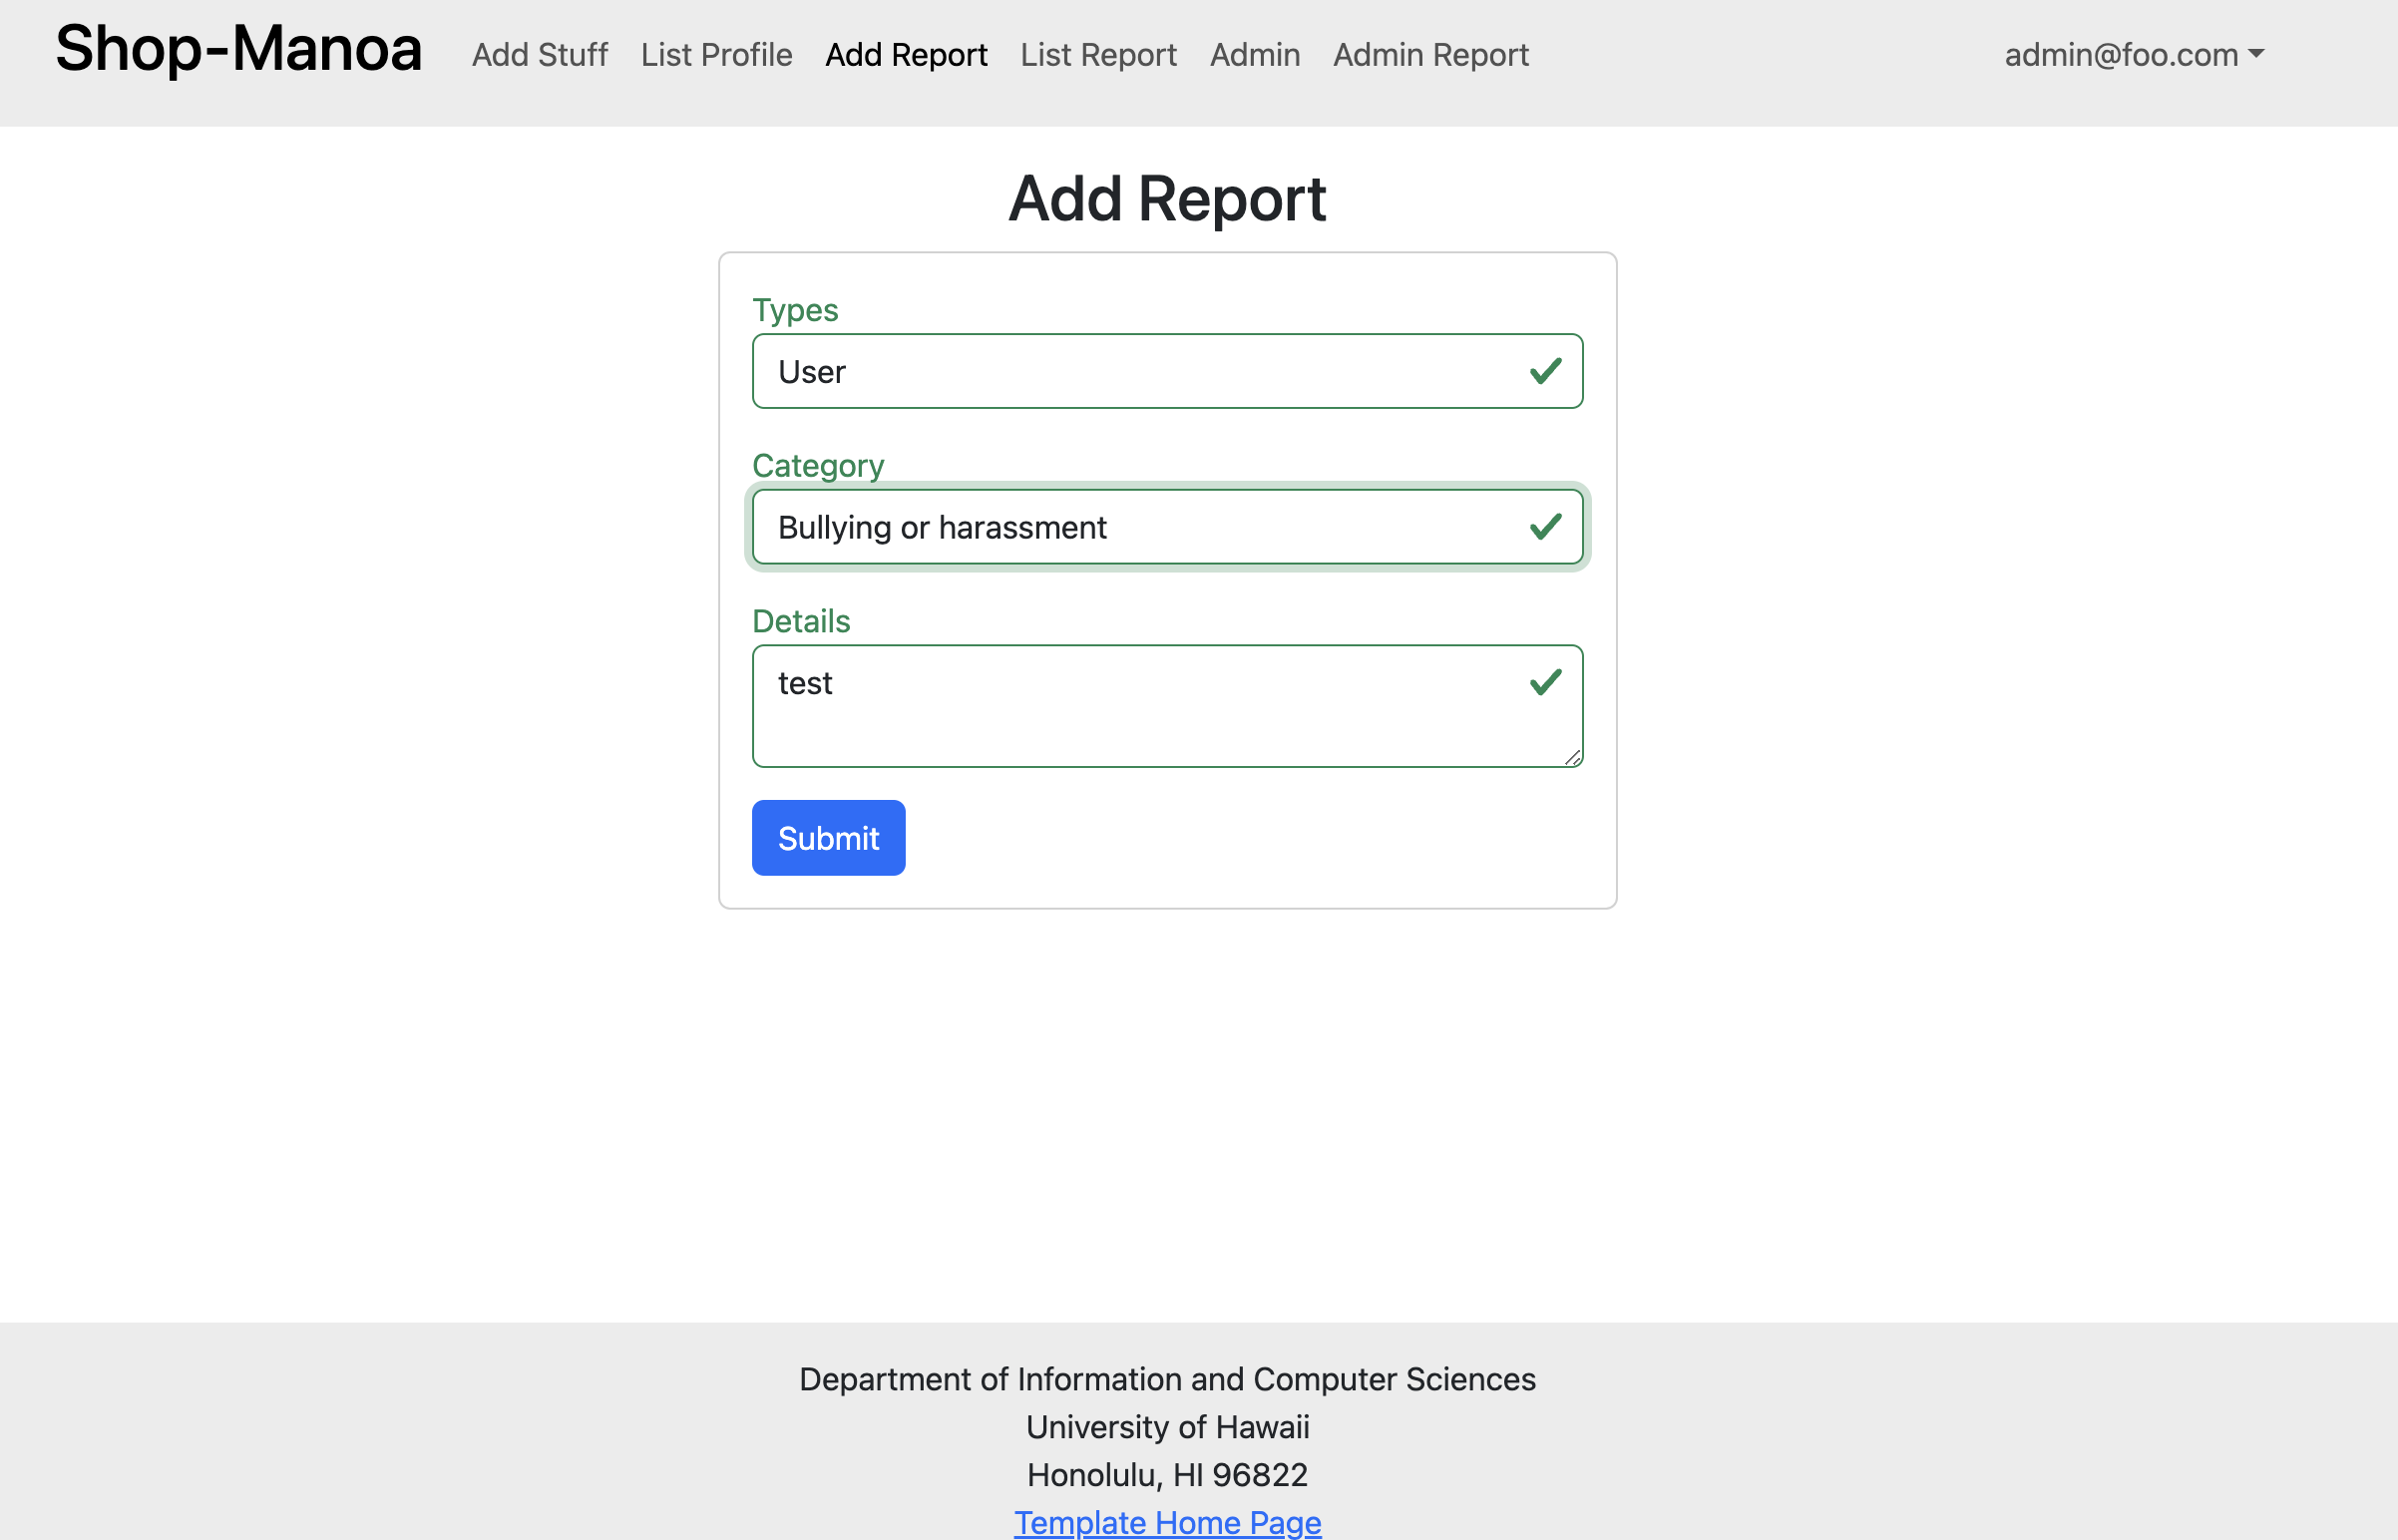 Shop-Manoa Add Stuff List Profile Add Report List Report Admin Admin Report admin@foo.com
Add Report
Types
User
Category
Bullying or harassment
Details
test
Submit
Department of Information and Computer Sciences
University of Hawaii
Honolulu, HI 96822
Template Home Page